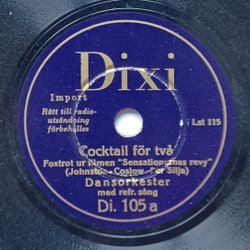 Dixi
Import
Rätt till radio-
utsändning
förbehålles
Lst 115
Cocktail för två
Foxtrot ur filmen "Sensationernas revy"
(Johnston - Coslow - Per Silja)
Dansorkester
med refr. sång
Di. 105 a